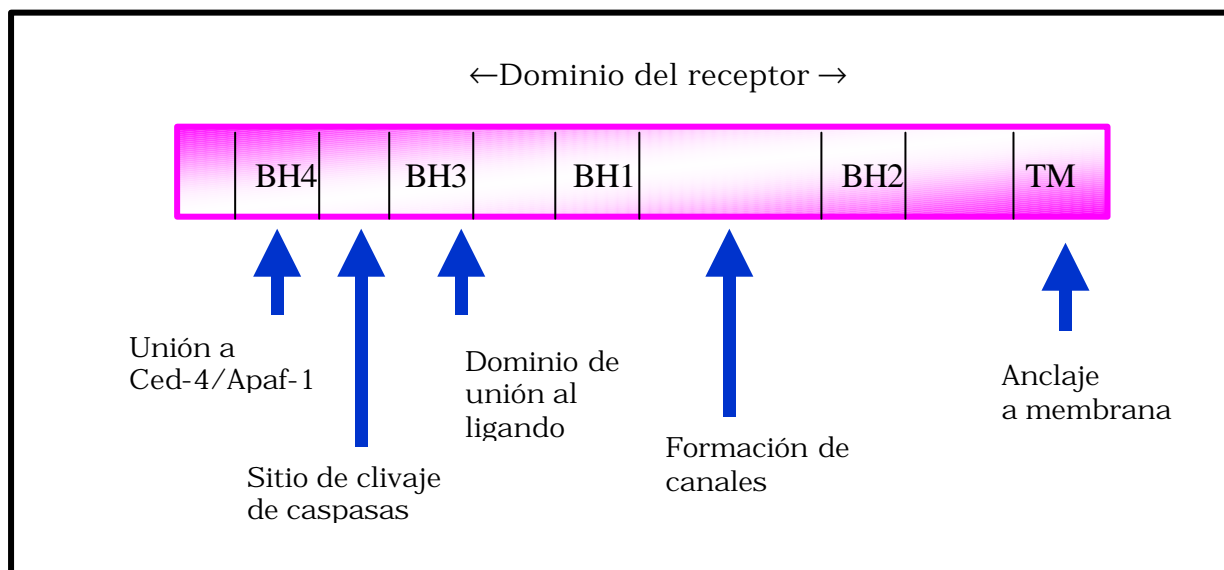 ←Dominio del receptor →
BH4 BH3 BH1 BH2 TM
Unión a
Ced-4/Apaf-1
Sitio de clivaje
de caspasas
Dominio de
unión al
ligando
Formación de
canales
Anclaje
a membrana